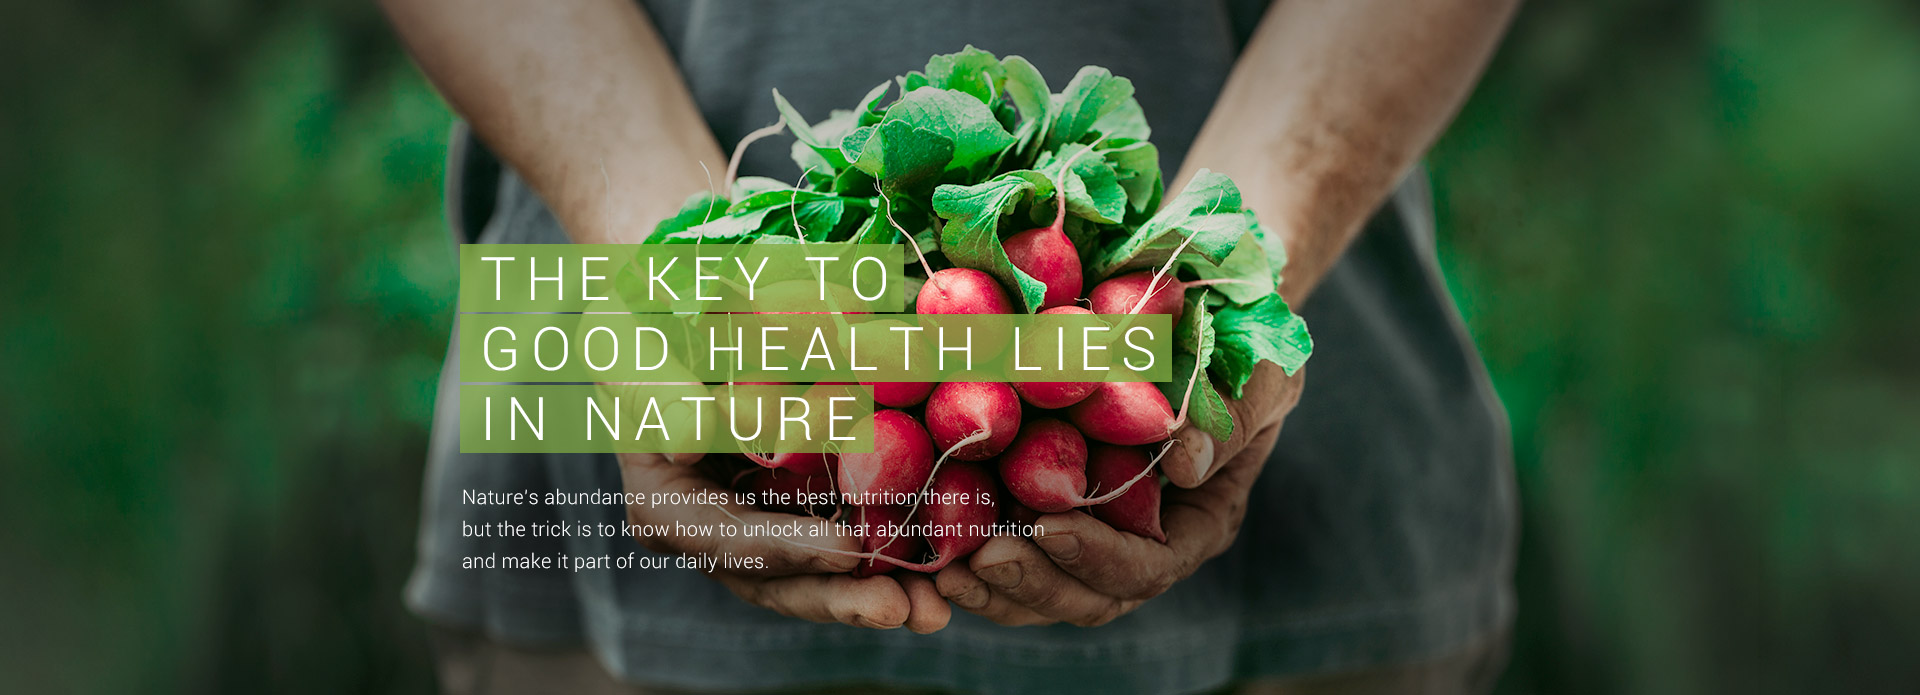 THE KEY TO
GOOD HEALTH LIES
IN NATURE
Nature's abundance provides us the best nutrition there is,
but the trick is to know how to unlock all that abundant nutrition
and make it part of our daily lives.